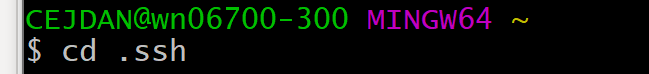 CEJDAN@wn06700-300 MINGW64 ~
$ cd .ssh